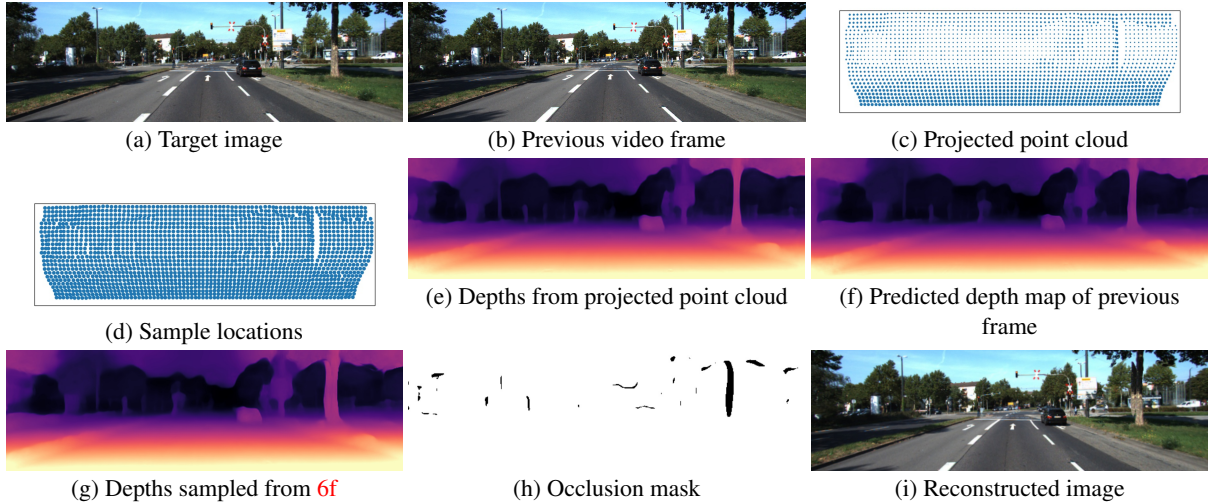 (a) Target image
(b) Previous video frame
(c) Projected point cloud
(d) Sample locations
(e) Depths from projected point cloud
(f) Predicted depth map of previous
frame
(g) Depths sampled from 6f
(h) Occlusion mask
(i) Reconstructed image